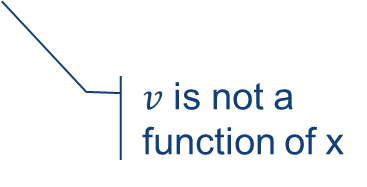 𝑣 is not a
function of x